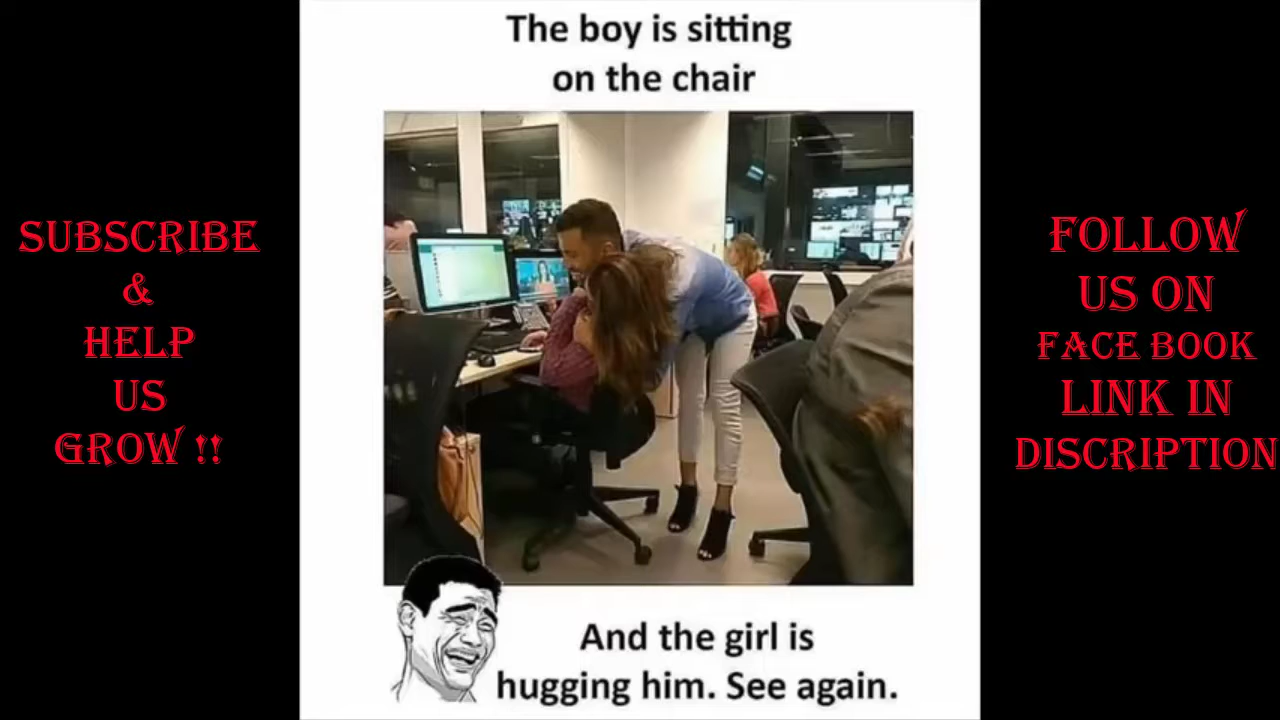 The boy is sitting
on the chair
SUBSCRIBE
&
HELP
US
GROW !!
FOLLOW
US ON
FACE BOOK
LINK IN
DISCRIPTION
And the girl is
hugging him. See again.